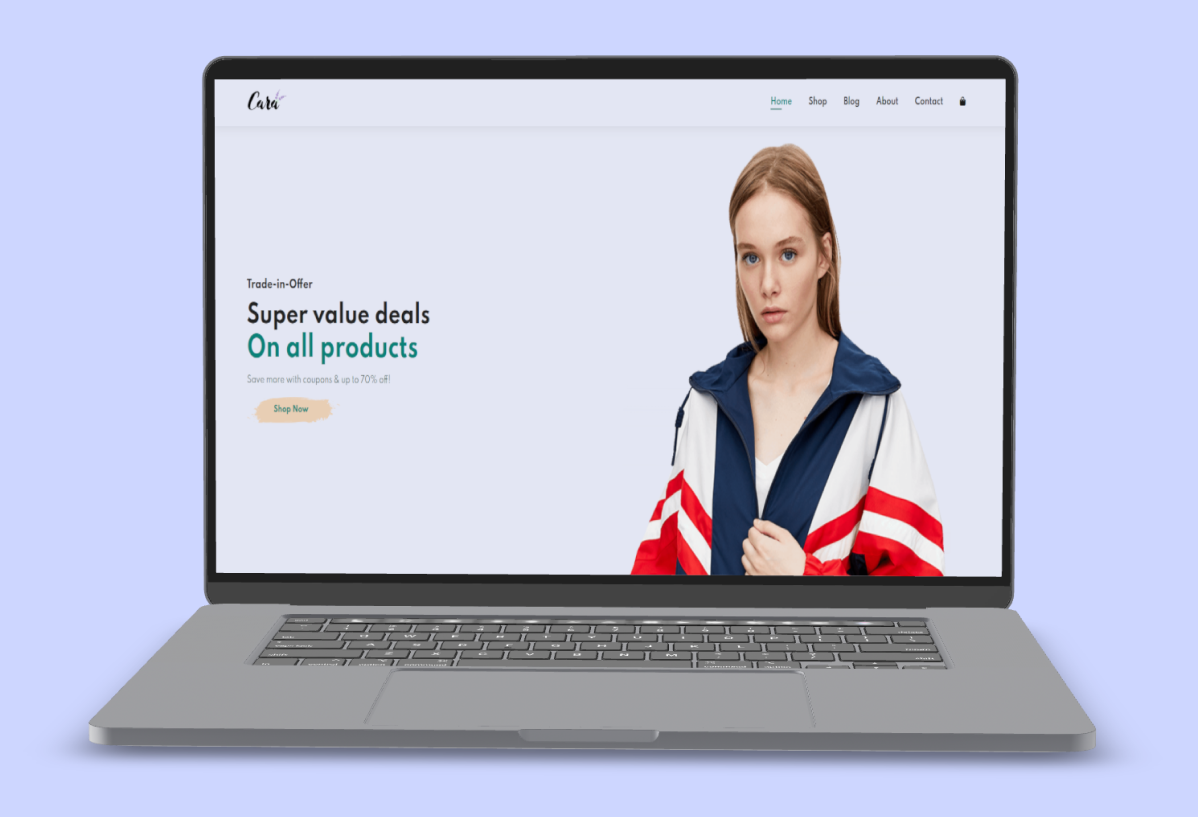 Cara
Home Shop Blog About Contact
Trade-in-Offer
Super value deals
On all products
Save more with coupons & up to 70% off!
Shop Now